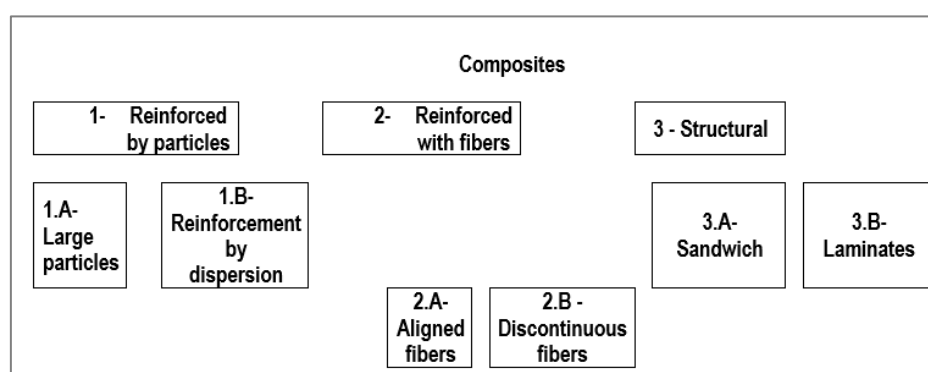 Composites
1- Reinforced
by particles
2- Reinforced
with fibers
3 - Structural
1.A-
Large
particles
1.B-
Reinforcement
by
dispersion
3.A-
Sandwich
3.B-
Laminates
2.A-
Aligned
fibers
2.B -
Discontinuous
fibers